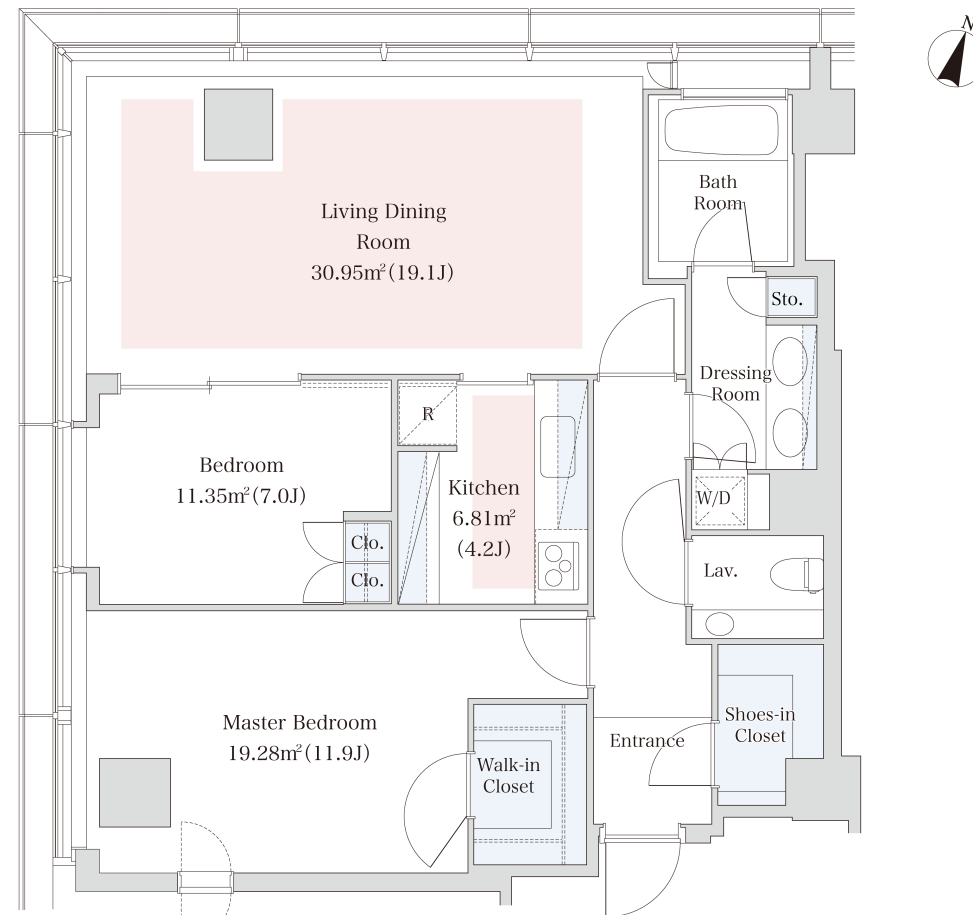 N
Living Dining
Room
30.95m²(19.1J)
Bath
Room
Sto.
Dressing
Room
R
Bedroom
11.35m²(7.0J)
Kitchen
6.81m²
(4.2J)
W/D
Clo.
Clo.
Lav.
Master Bedroom
19.28m²(11.9J)
Walk-in
Closet
Entrance
Shoes-in
Closet